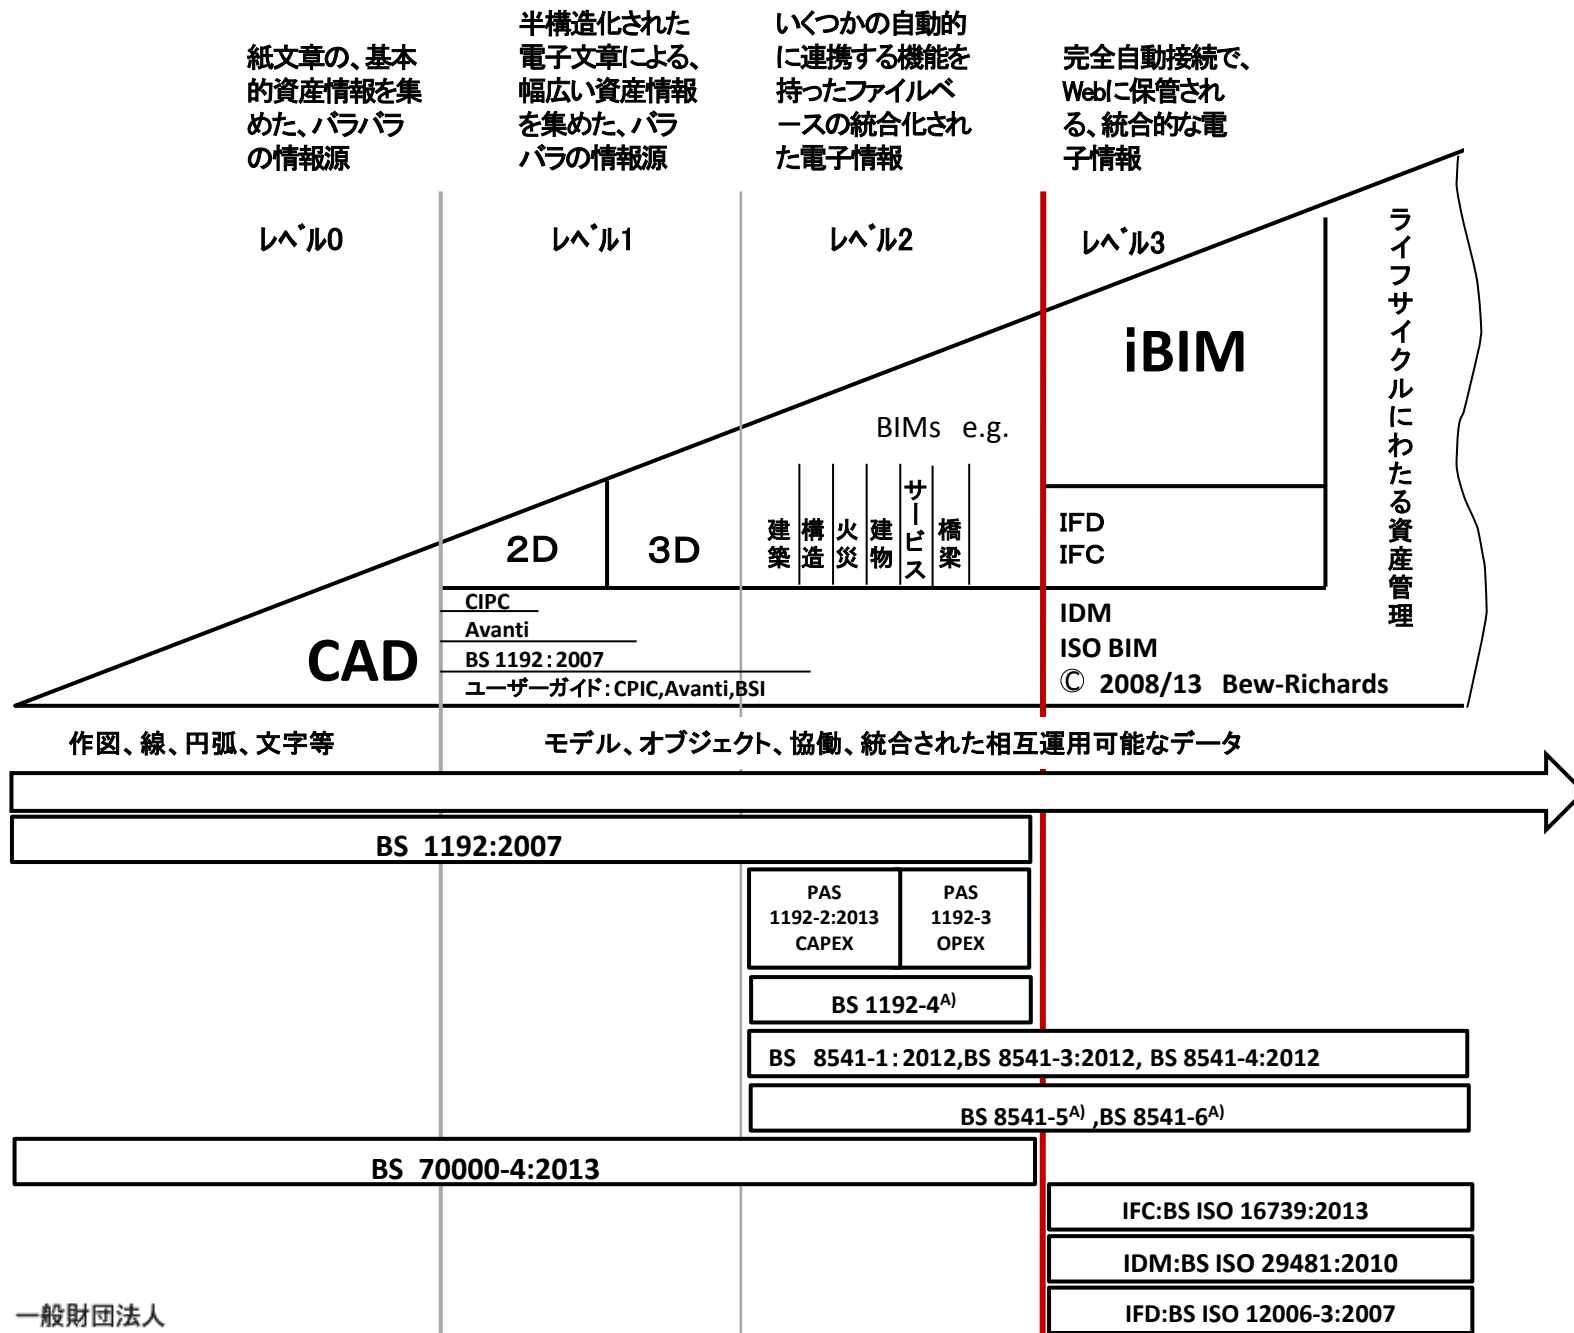 紙文章の、基本
的資産情報を集
めた、バラバラ
の情報源
半構造化された
電子文章による、
幅広い資産情報
を集めた、バラ
バラの情報源
いくつかの自動的
に連携する機能を
持ったファイルベ
ースの統合化され
た電子情報
完全自動接続で、
Webに保管され
る、統合的な電
子情報
レベル0
レベル1
レベル2
レベル3
ライフサイクルにわたる資産管理
iBIM
BIMs e.g.
2D
3D
建築
構造
火災
建物
サービス
橋梁
IFD
IFC
CAD
CIPC
Avanti
BS 1192：2007
ユーザーガイド：CPIC,Avanti,BSI
IDM
ISO BIM
© 2008/13 Bew-Richards
作図、線、円弧、文字等
モデル、オブジェクト、協働、統合された相互運用可能なデータ
BS 1192:2007
PAS
1192-2:2013
CAPEX
PAS
1192-3
OPEX
BS 1192-4A)
BS 8541-1：2012,BS 8541-3:2012, BS 8541-4:2012
BS 8541-5A) ,BS 8541-6A)
BS 70000-4:2013
IFC:BS ISO 16739:2013
IDM:BS ISO 29481:2010
IFD:BS ISO 12006-3:2007
一般財団法人